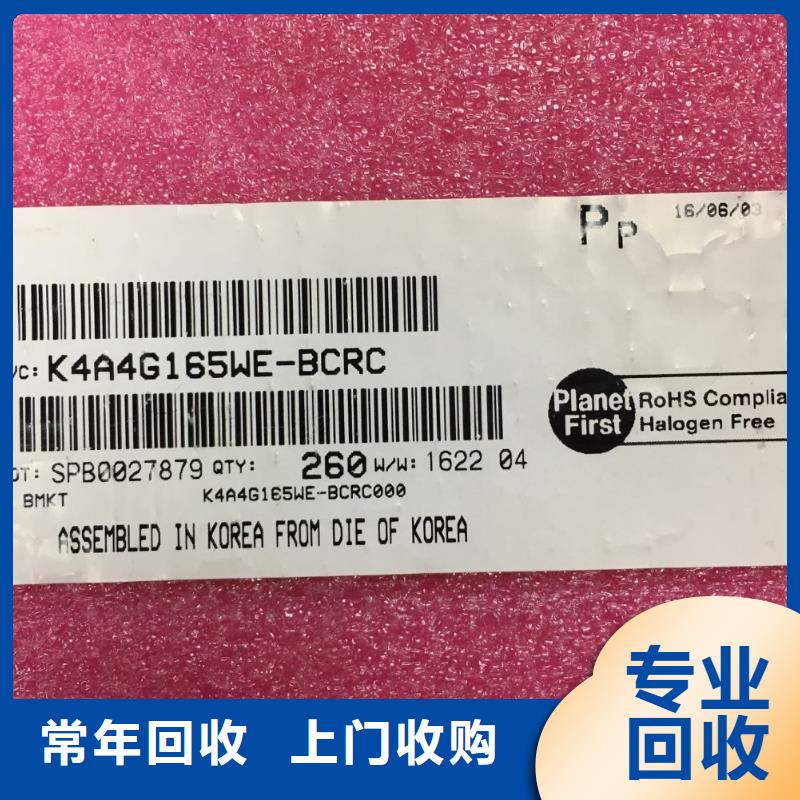 Pp 16/06/03
/C: K4A4G165WE-BCRC
Planet First
RoHS Complia
Halogen Free
OT: SPB0027879 QTY: 260 W/W: 1622 04
BMKT K4A4G165WE-BCRC000
ASSEMBLED IN KOREA FROM DIE OF KOREA
常年回收 上门收购
专业
回收